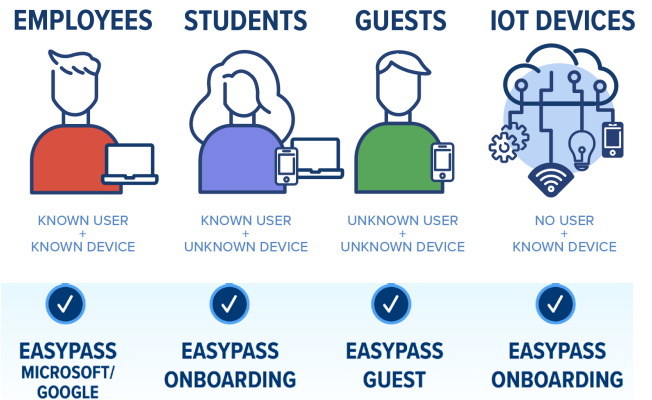 EMPLOYEES
STUDENTS
GUESTS
IOT DEVICES
KNOWN USER
+
KNOWN DEVICE
KNOWN USER
+
UNKNOWN DEVICE
UNKNOWN USER
+
UNKNOWN DEVICE
NO USER
+
KNOWN DEVICE
EASYPASS
MICROSOFT/
GOOGLE
EASYPASS
ONBOARDING
EASYPASS
GUEST
EASYPASS
ONBOARDING